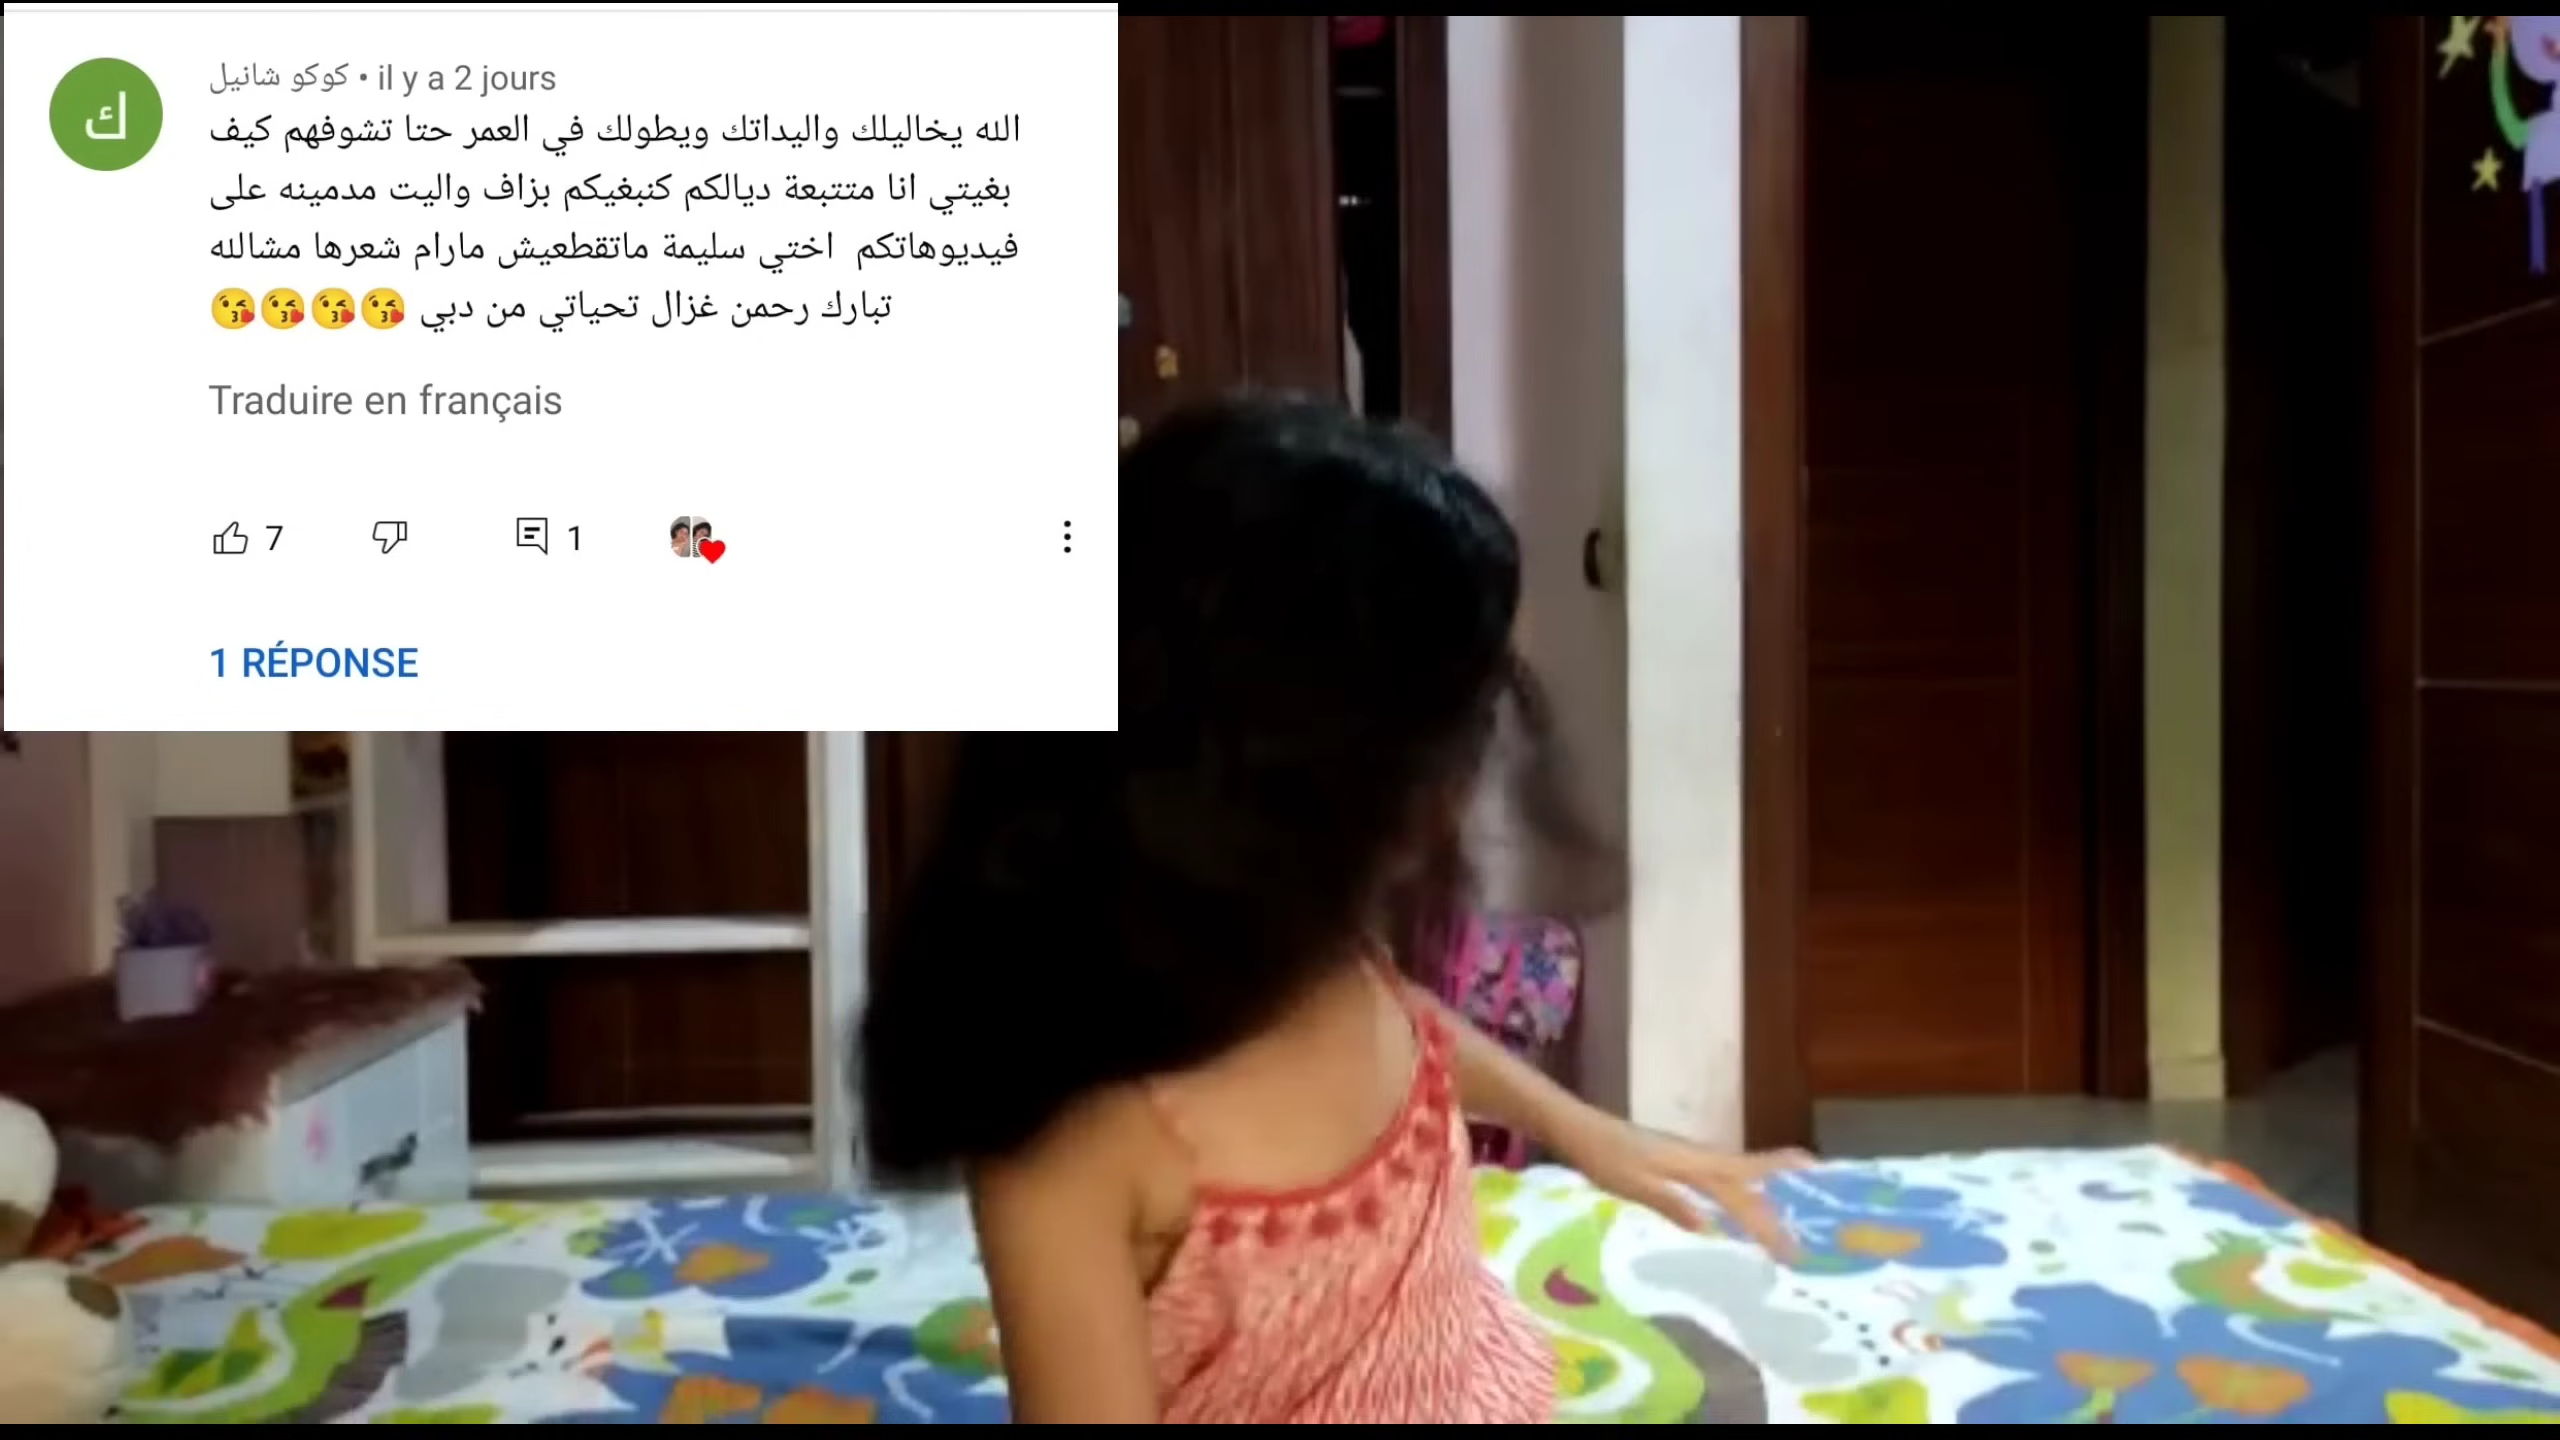 كوكو شانيل • il y a 2 jours
الله يخاليلك واليداتك ويطولك في العمر حتا تشوفهم كيف
بغيتي انا متتبعة ديالكم كنبغيكم بزاف واليت مدمينه على
فيديوهاتكم  اختي سليمة ماتقطعيش مارام شعرها مشالله
تبارك رحمن غزال تحياتي من دبي 😘😘😘😘
Traduire en français
7 1
1 RÉPONSE
ك